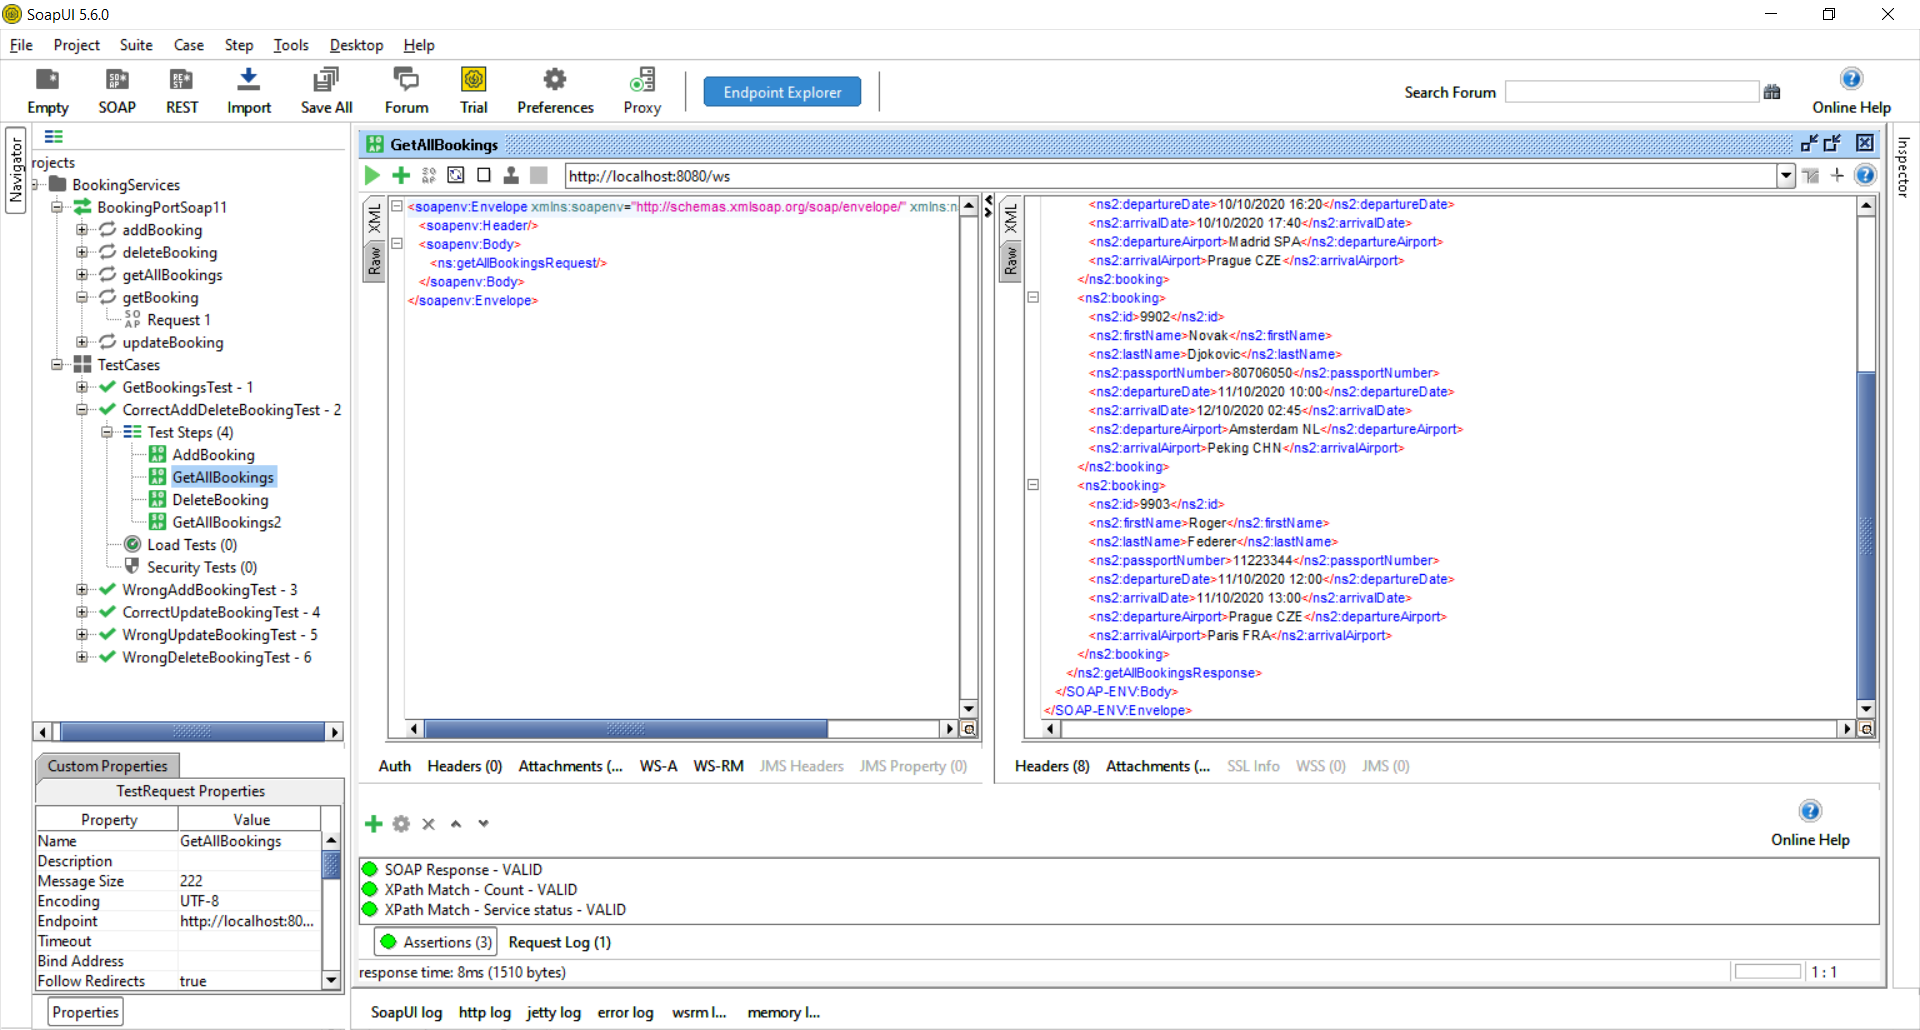 SoapUI 5.6.0
File Project Suite Case Step Tools Desktop Help
Empty SOAP REST Import Save All Forum Trial Preferences Proxy Endpoint Explorer Search Forum Online Help
Navigator
rojects
BookingServices
BookingPortSoap11
addBooking
deleteBooking
getAllBookings
getBooking
Request 1
updateBooking
TestCases
GetBookingsTest - 1
CorrectAddDeleteBookingTest - 2
Test Steps (4)
AddBooking
GetAllBookings
DeleteBooking
GetAllBookings2
Load Tests (0)
Security Tests (0)
WrongAddBookingTest - 3
CorrectUpdateBookingTest - 4
WrongUpdateBookingTest - 5
WrongDeleteBookingTest - 6
Custom Properties
TestRequest Properties
Property Value
Name GetAllBookings
Description
Message Size 222
Encoding UTF-8
Endpoint http://localhost:80...
Timeout
Bind Address
Follow Redirects true
Properties
GetAllBookings
http://localhost:8080/ws
XML
Raw
<soapenv:Envelope xmlns:soapenv="http://schemas.xmlsoap.org/soap/envelope/" xmlns:n
<soapenv:Header/>
<soapenv:Body>
<ns:getAllBookingsRequest/>
</soapenv:Body>
</soapenv:Envelope>
Auth Headers (0) Attachments (... WS-A WS-RM JMS Headers JMS Property (0)
XML
Raw
<ns2:departureDate>10/10/2020 16:20</ns2:departureDate>
<ns2:arrivalDate>10/10/2020 17:40</ns2:arrivalDate>
<ns2:departureAirport>Madrid SPA</ns2:departureAirport>
<ns2:arrivalAirport>Prague CZE</ns2:arrivalAirport>
</ns2:booking>
<ns2:booking>
<ns2:id>9902</ns2:id>
<ns2:firstName>Novak</ns2:firstName>
<ns2:lastName>Djokovic</ns2:lastName>
<ns2:passportNumber>80706050</ns2:passportNumber>
<ns2:departureDate>11/10/2020 10:00</ns2:departureDate>
<ns2:arrivalDate>12/10/2020 02:45</ns2:arrivalDate>
<ns2:departureAirport>Amsterdam NL</ns2:departureAirport>
<ns2:arrivalAirport>Peking CHN</ns2:arrivalAirport>
</ns2:booking>
<ns2:booking>
<ns2:id>9903</ns2:id>
<ns2:firstName>Roger</ns2:firstName>
<ns2:lastName>Federer</ns2:lastName>
<ns2:passportNumber>11223344</ns2:passportNumber>
<ns2:departureDate>11/10/2020 12:00</ns2:departureDate>
<ns2:arrivalDate>11/10/2020 13:00</ns2:arrivalDate>
<ns2:departureAirport>Prague CZE</ns2:departureAirport>
<ns2:arrivalAirport>Paris FRA</ns2:arrivalAirport>
</ns2:booking>
</ns2:getAllBookingsResponse>
</SOAP-ENV:Body>
</SOAP-ENV:Envelope>
Headers (8) Attachments (... SSL Info WSS (0) JMS (0)
Inspector
Online Help
SOAP Response - VALID
XPath Match - Count - VALID
XPath Match - Service status - VALID
Assertions (3) Request Log (1)
response time: 8ms (1510 bytes)
1 : 1
SoapUI log http log jetty log error log wsrm l... memory l...